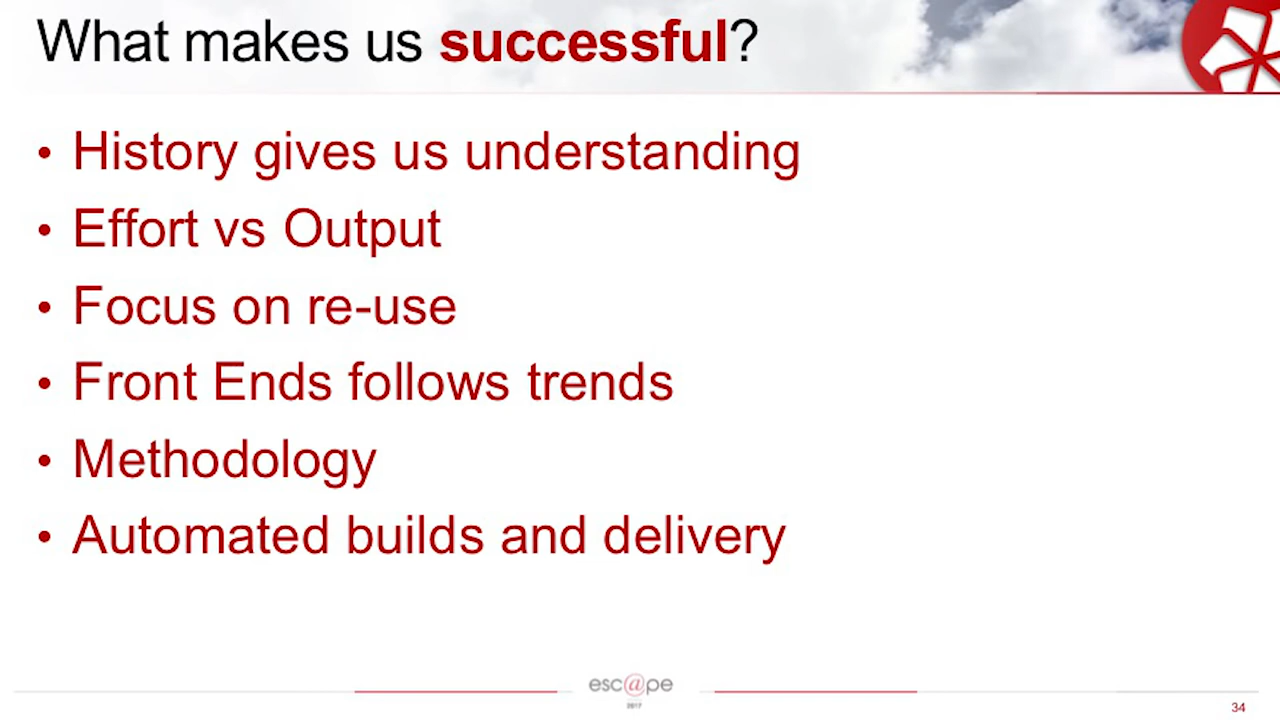 What makes us successful?
• History gives us understanding
• Effort vs Output
• Focus on re-use
• Front Ends follows trends
• Methodology
• Automated builds and delivery
esc@pe
2017
34